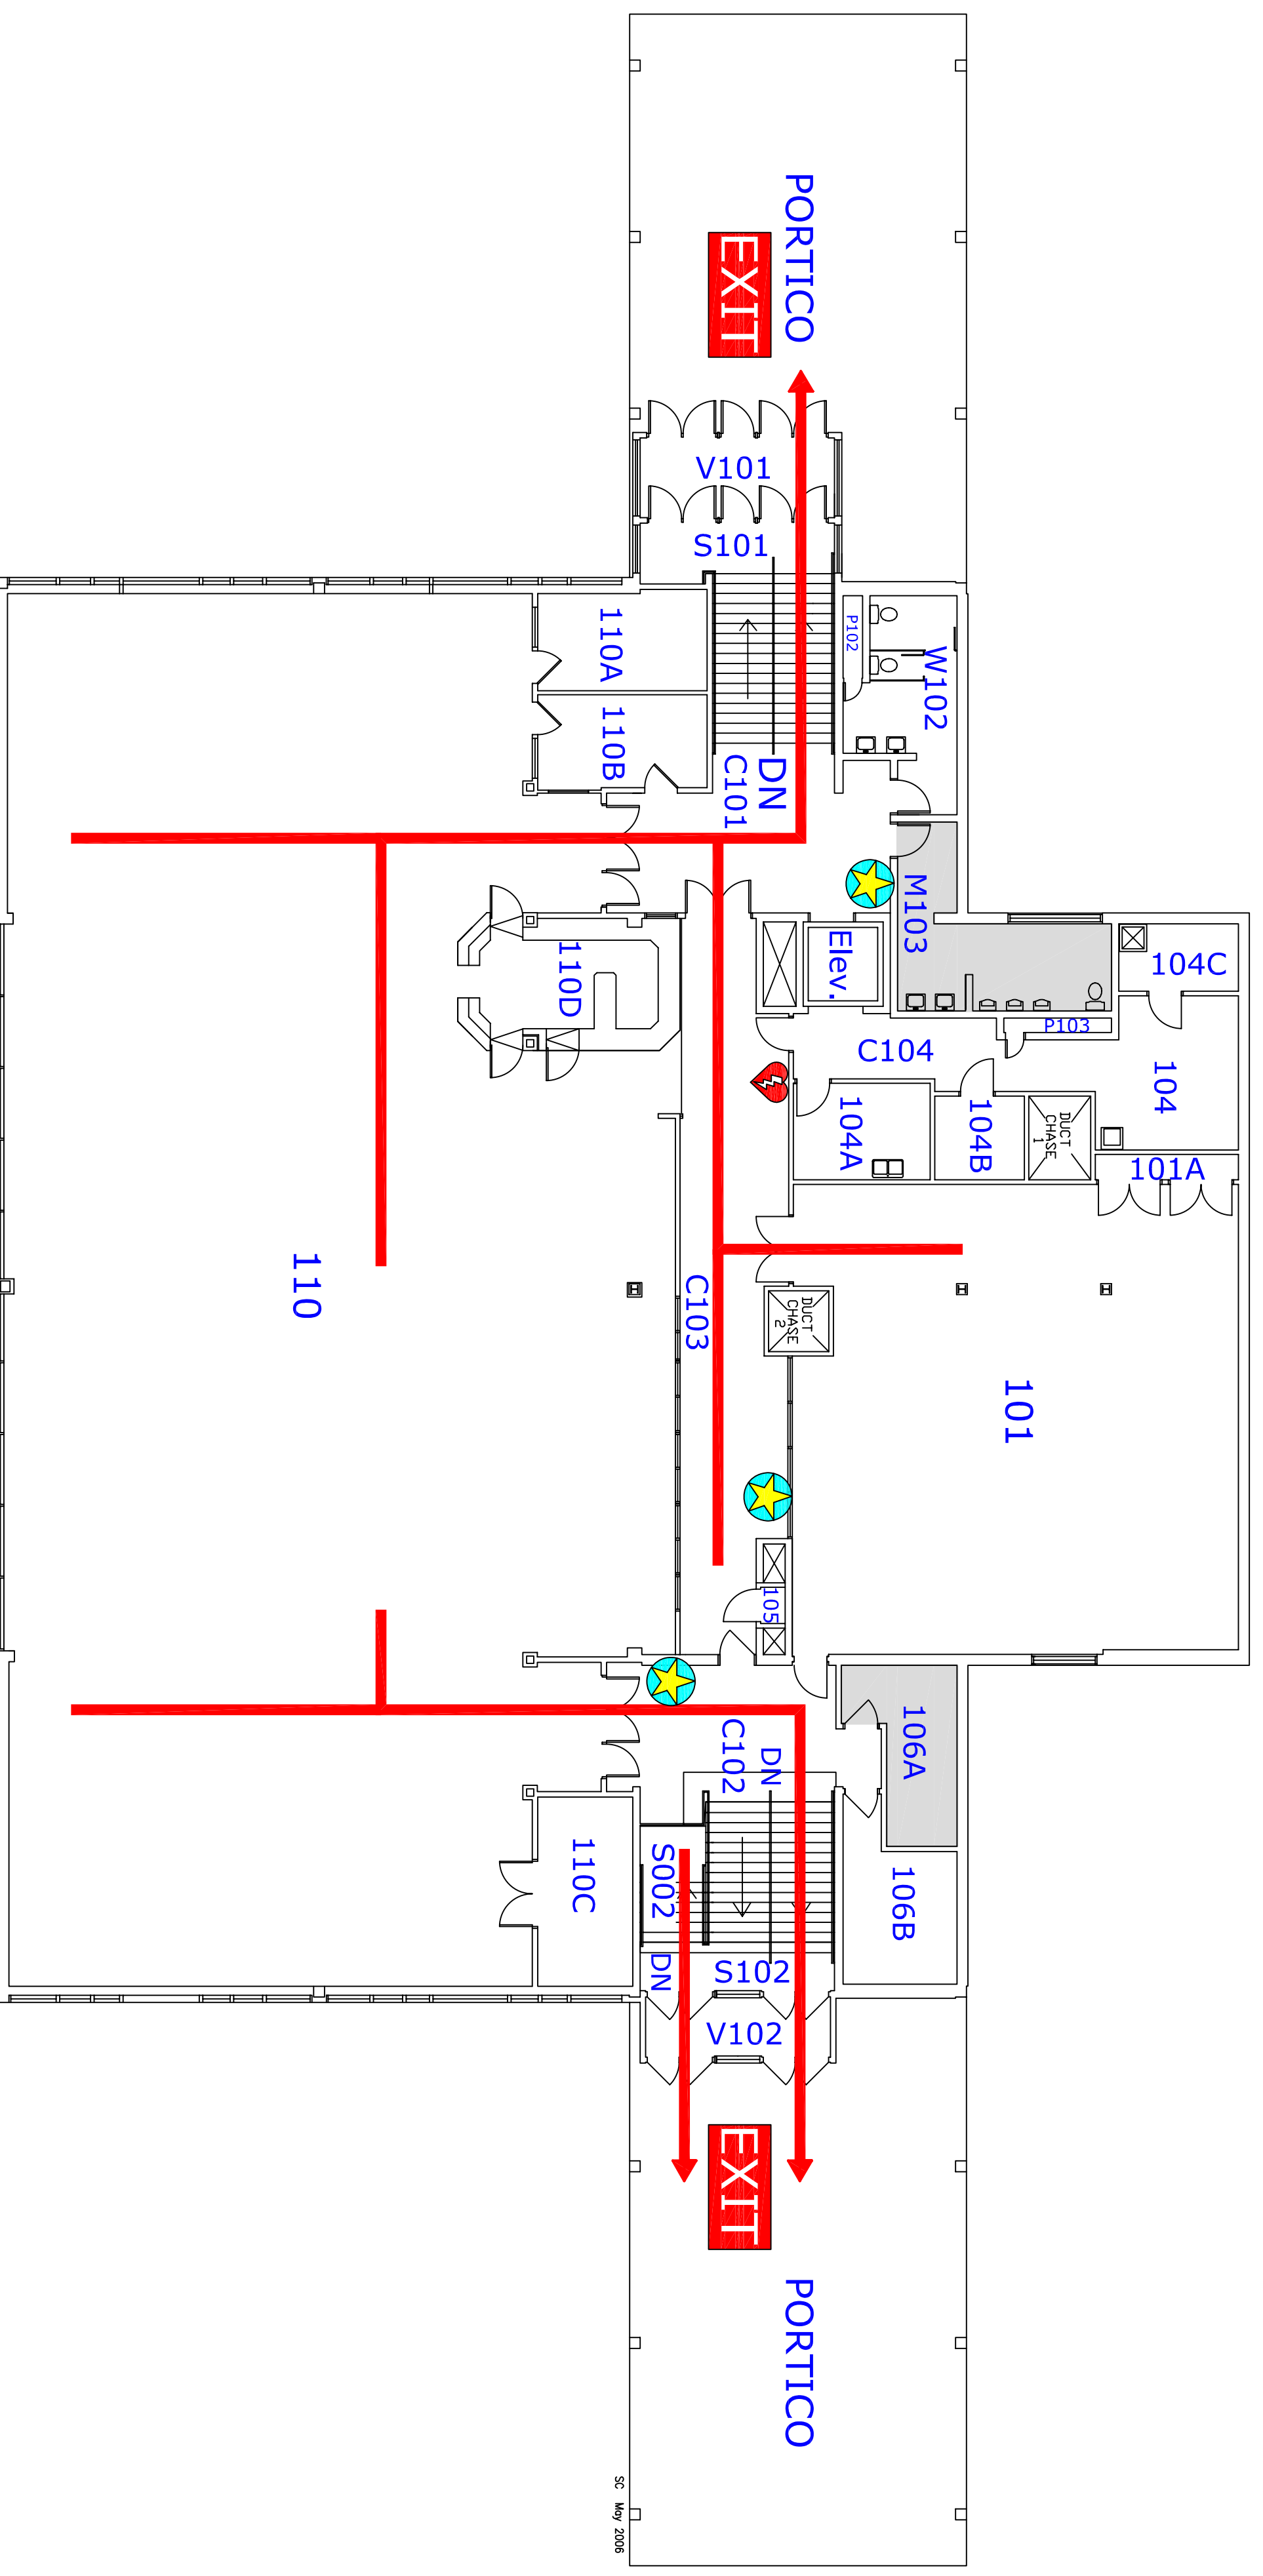 PORTICO
EXIT
V101
S101
110A
P102
W102
110B
DN
C101
M103
Elev.
110D
104C
P103
C104
104
104A
104B
DUCT
CHASE
1
101A
110
C103
DUCT
CHASE
2
101
105
C102
DN
106A
110C
S002
106B
DN
S102
V102
EXIT
PORTICO
SC May 2006